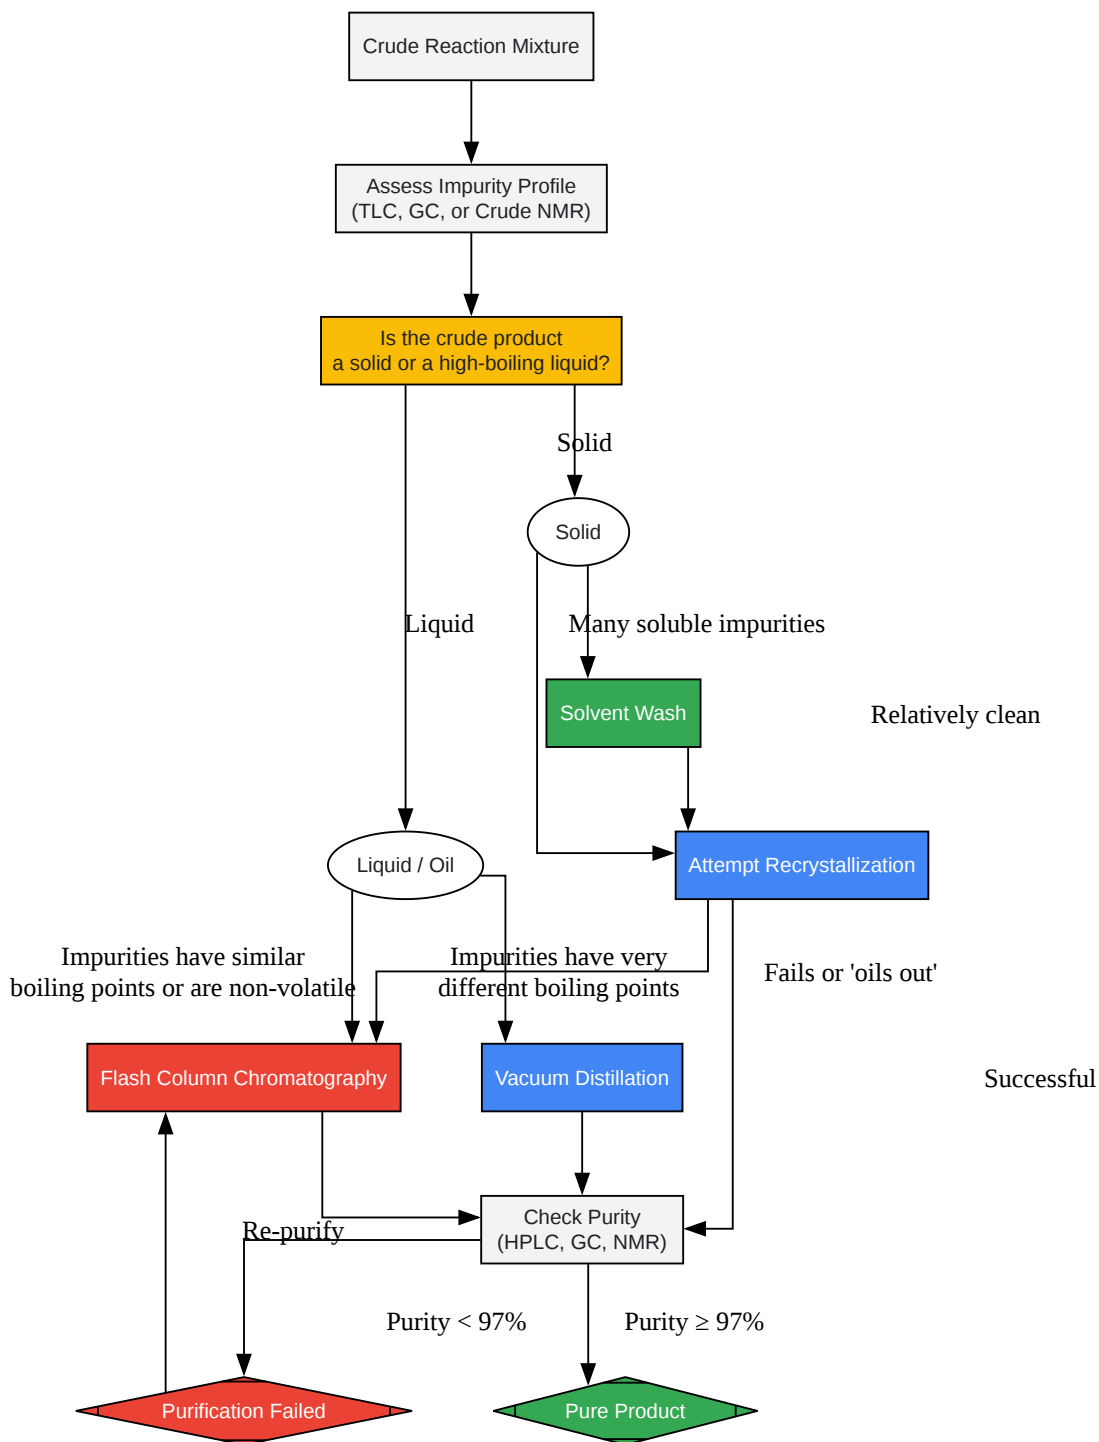 Crude Reaction Mixture
Assess Impurity Profile
(TLC, GC, or Crude NMR)
Is the crude product
a solid or a high-boiling liquid?
Solid
Solid
Liquid
Many soluble impurities
Solvent Wash
Relatively clean
Liquid / Oil
Attempt Recrystallization
Impurities have similar
boiling points or are non-volatile
Impurities have very
different boiling points
Fails or 'oils out'
Flash Column Chromatography
Vacuum Distillation
Successful
Check Purity
(HPLC, GC, NMR)
Re-purify
Purity < 97%
Purity ≥ 97%
Purification Failed
Pure Product